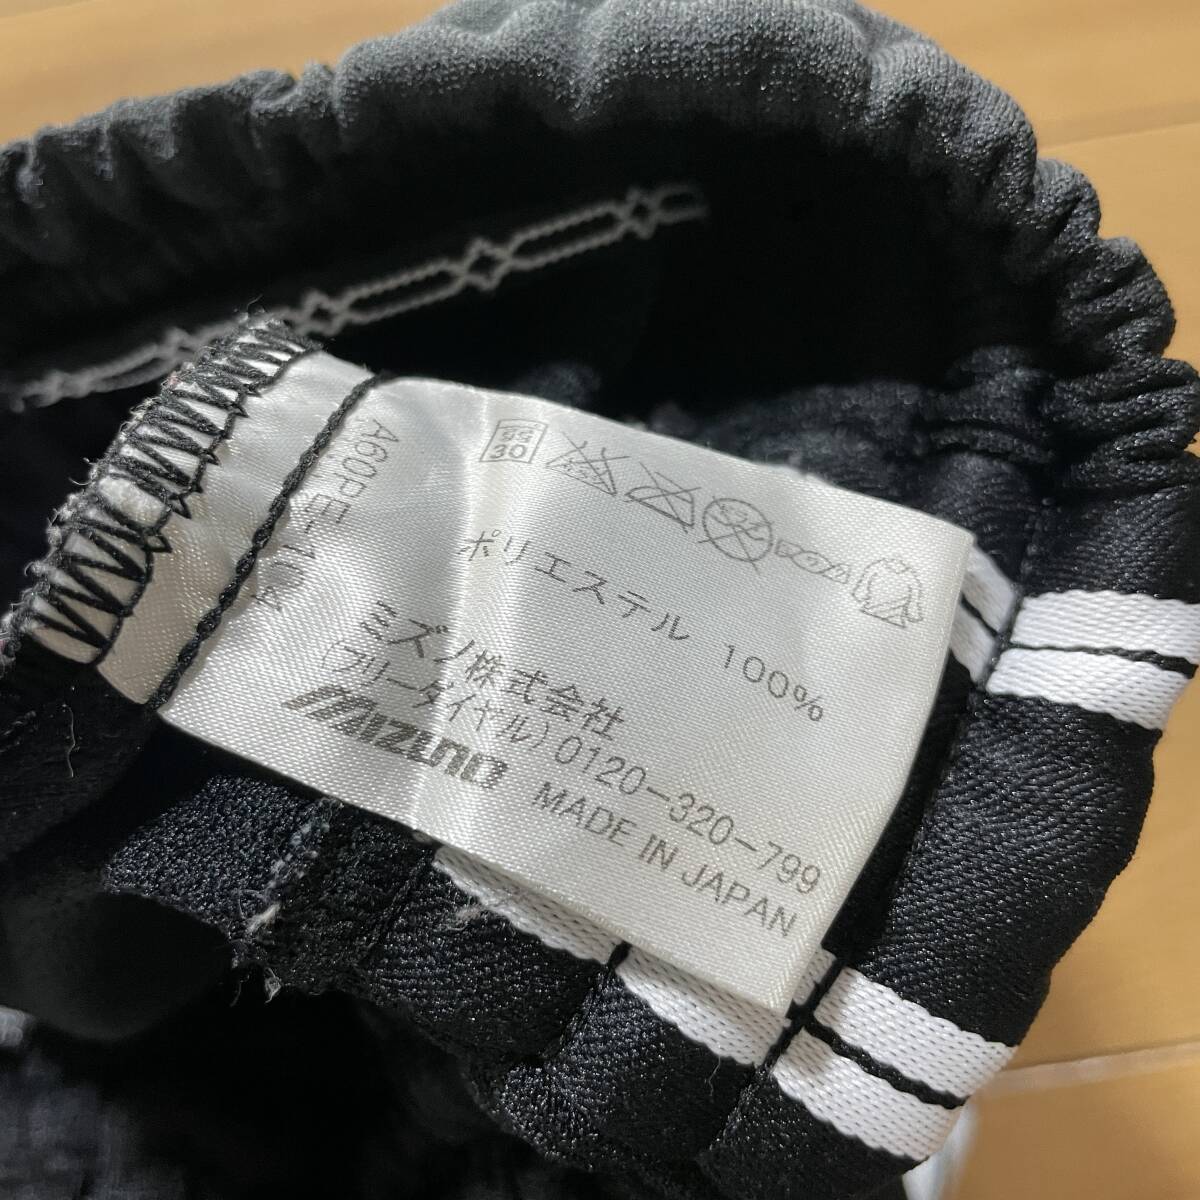 30
ポリエステル 100%
ミズノ株式会社
(フリーダイヤル) 0120-320-799
MIZUNO MADE IN JAPAN